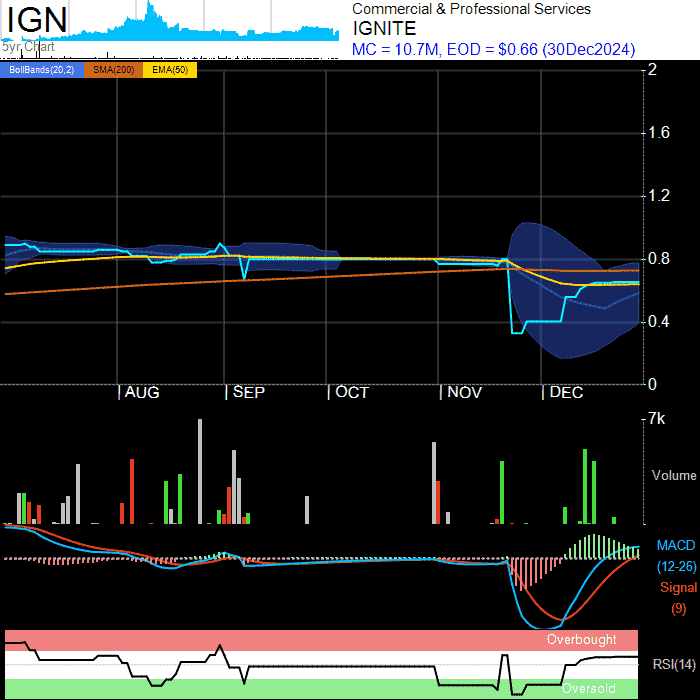 IGN
5yr. Chart
Commercial & Professional Services
IGNITE
MC = 10.7M, EOD = $0.66 (30Dec2024)
BollBands(20,2) SMA(200) EMA(50)
2
1.6
1.2
0.8
0.4
0
AUG SEP OCT NOV DEC
7k
Volume
MACD
(12-26)
Signal
(9)
Overbought
RSI(14)
Oversold